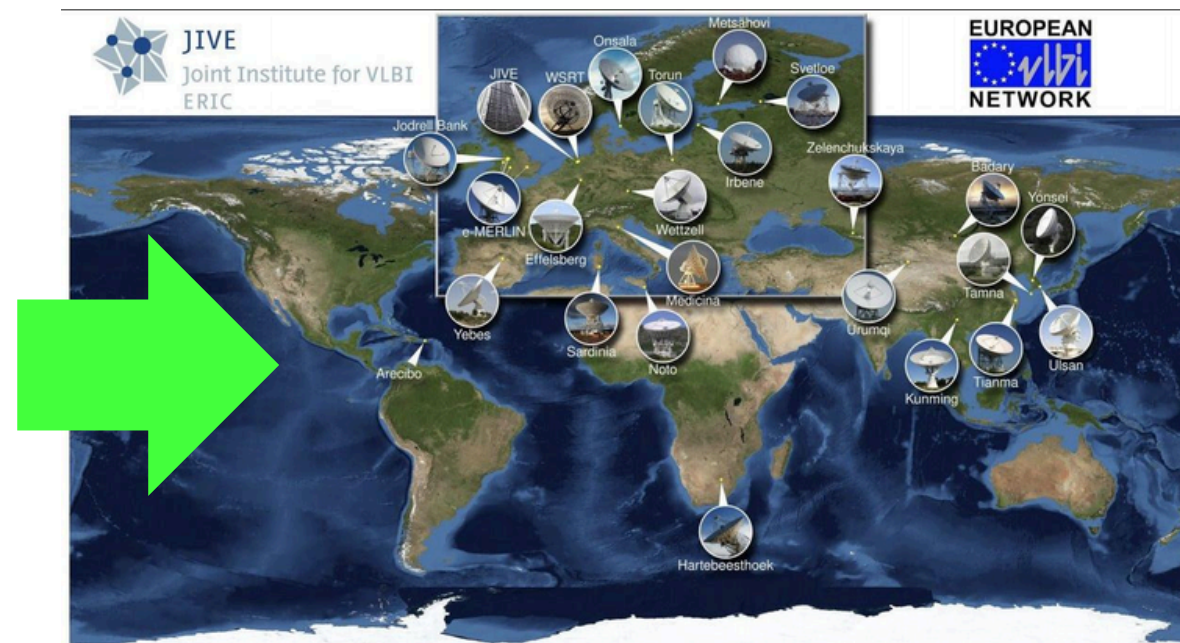 JIVE
Joint Institute for VLBI
ERIC
EUROPEAN
vlbi
NETWORK
Metsähovi
Onsala
JIVE
WSRT
Torun
Svetloe
Jodrell Bank
Irbene
Zelenchukskaya
Badary
Yonsei
e-MERLIN
Effelsberg
Wettzell
Tamna
Medicina
Yebes
Sardinia
Noto
Urumqi
Ulsan
Arecibo
Kunming
Tianma
Hartebeesthoek